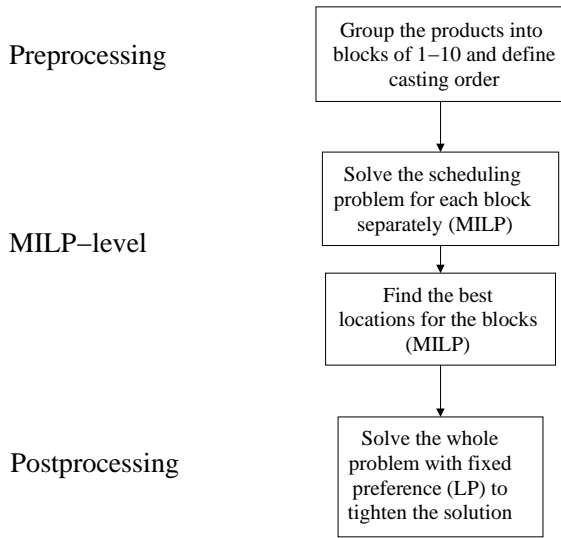 Preprocessing
Group the products into
blocks of 1–10 and define
casting order
MILP–level
Solve the scheduling
problem for each block
separately (MILP)
Find the best
locations for the blocks
(MILP)
Postprocessing
Solve the whole
problem with fixed
preference (LP) to
tighten the solution